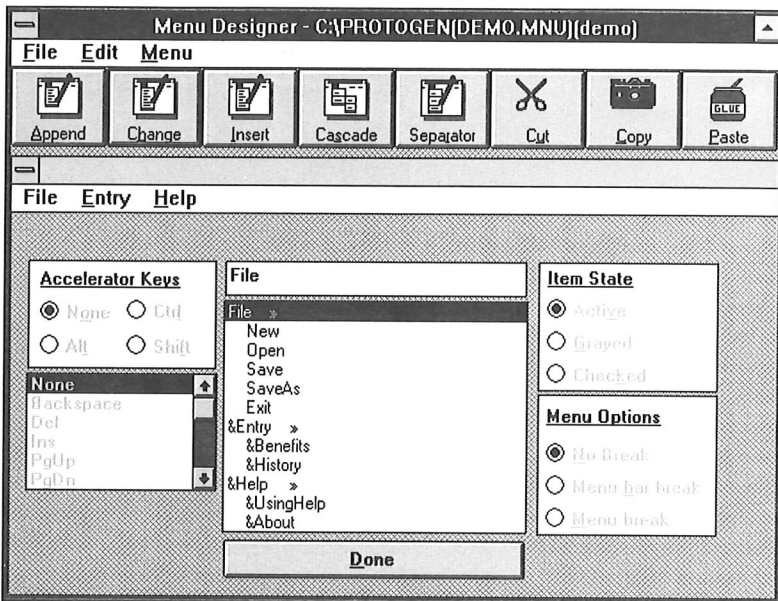 Menu Designer - C:\PROTOGEN(DEMO.MNU)(demo)
File Edit Menu
Append Change Insert Cascade Separator Cut Copy Paste
GLUE
File Entry Help
Accelerator Keys
None Ctrl
Alt Shift
None
Backspace
Del
Ins
PgUp
PgDn
File
File »
New
Open
Save
SaveAs
Exit
&Entry »
&Benefits
&History
&Help »
&UsingHelp
&About
Done
Item State
Active
Grayed
Checked
Menu Options
No Break
Menu bar break
Menu break